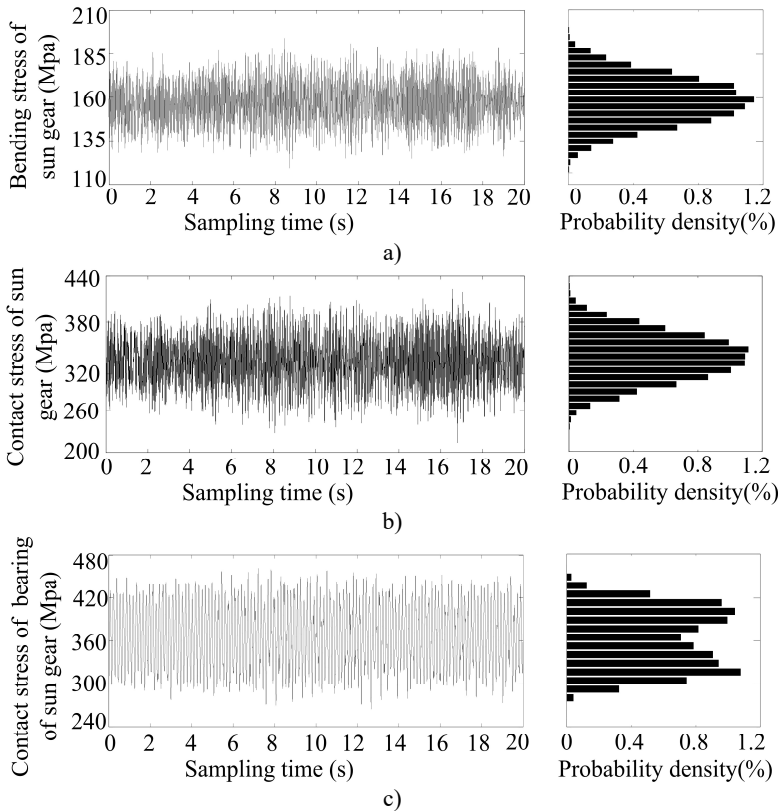 Bending stress of
sun gear (Mpa)
210
185
160
135
110
0 2 4 6 8 10 12 14 16 18 20
Sampling time (s)
0 0.4 0.8 1.2
Probability density(%)
a)
Contact stress of sun
gear (Mpa)
440
380
320
260
200
0 2 4 6 8 10 12 14 16 18 20
Sampling time (s)
0 0.4 0.8 1.2
Probability density(%)
b)
Contact stress of bearing
of sun gear (Mpa)
480
420
360
300
240
0 2 4 6 8 10 12 14 16 18 20
Sampling time (s)
0 0.4 0.8 1.2
Probability density(%)
c)